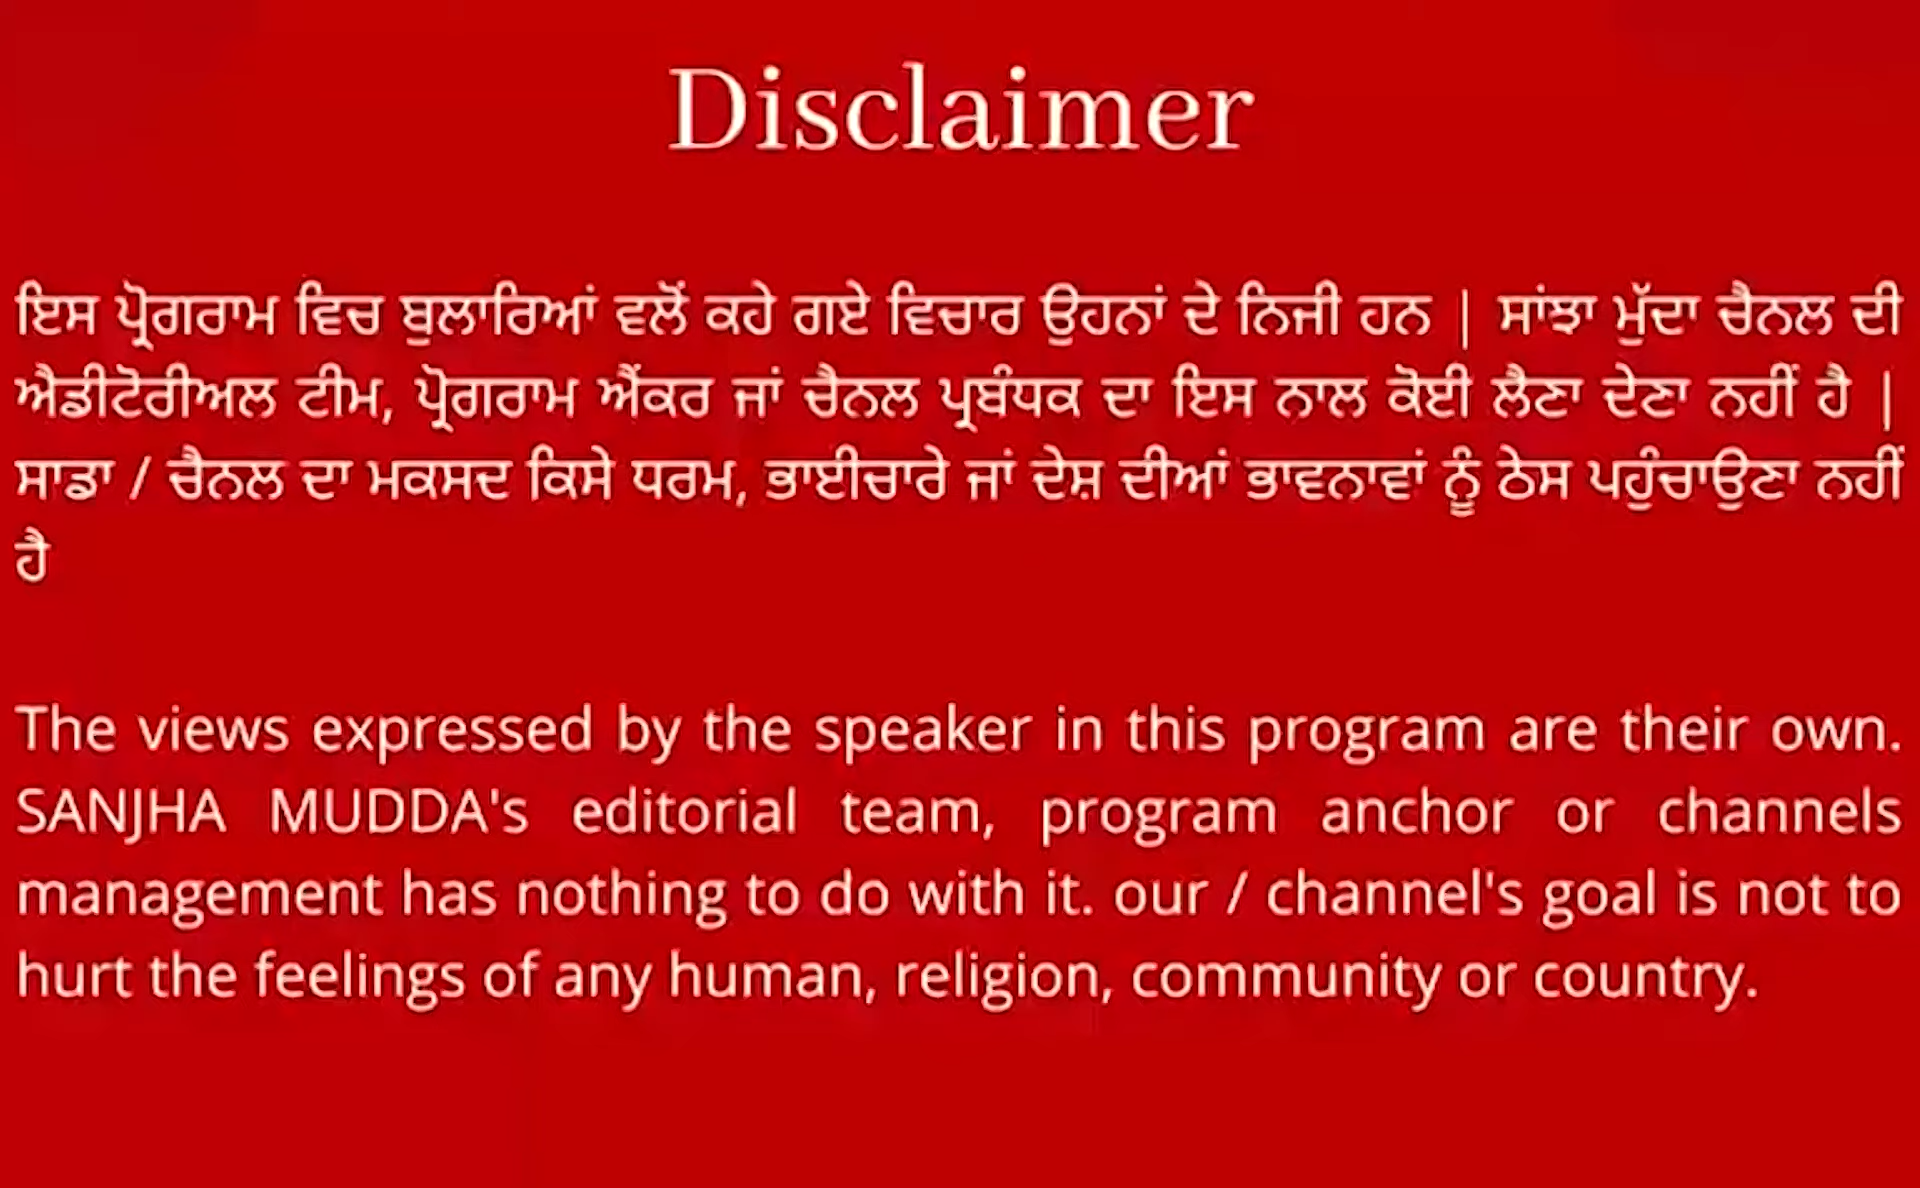 Disclaimer
ਇਸ ਪ੍ਰੋਗਰਾਮ ਵਿਚ ਬੁਲਾਰਿਆਂ ਵਲੋਂ ਕਹੇ ਗਏ ਵਿਚਾਰ ਉਹਨਾਂ ਦੇ ਨਿਜੀ ਹਨ | ਸਾਂਝਾ ਮੁੱਦਾ ਚੈਨਲ ਦੀ
ਐਡੀਟੋਰੀਅਲ ਟੀਮ, ਪ੍ਰੋਗਰਾਮ ਐਂਕਰ ਜਾਂ ਚੈਨਲ ਪ੍ਰਬੰਧਕ ਦਾ ਇਸ ਨਾਲ ਕੋਈ ਲੈਣਾ ਦੇਣਾ ਨਹੀਂ ਹੈ |
ਸਾਡਾ / ਚੈਨਲ ਦਾ ਮਕਸਦ ਕਿਸੇ ਧਰਮ, ਭਾਈਚਾਰੇ ਜਾਂ ਦੇਸ਼ ਦੀਆਂ ਭਾਵਨਾਵਾਂ ਨੂੰ ਠੇਸ ਪਹੁੰਚਾਉਣਾ ਨਹੀਂ
ਹੈ
The views expressed by the speaker in this program are their own.
SANJHA MUDDA's editorial team, program anchor or channels
management has nothing to do with it. our / channel's goal is not to
hurt the feelings of any human, religion, community or country.